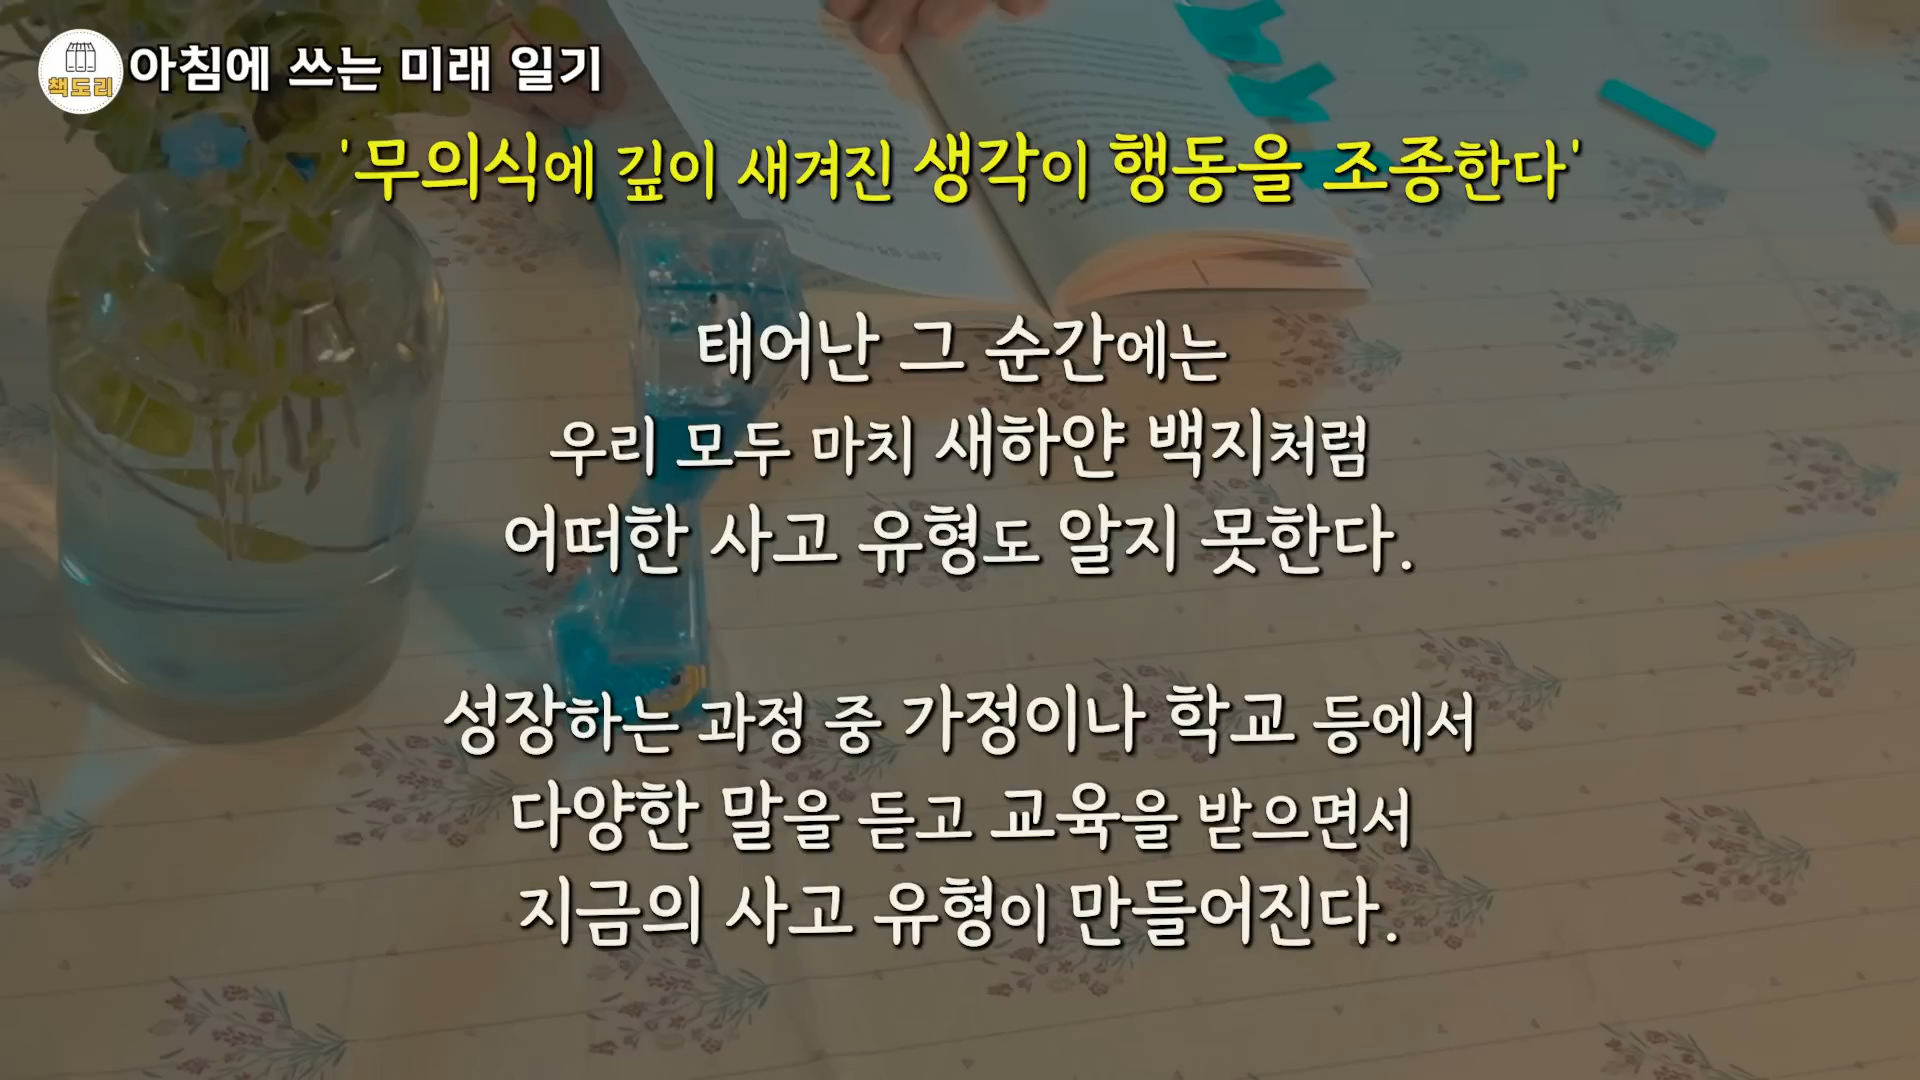 책도리
아침에 쓰는 미래 일기
'무의식에 깊이 새겨진 생각이 행동을 조종한다'
태어난 그 순간에는
우리 모두 마치 새하얀 백지처럼
어떠한 사고 유형도 알지 못한다.
성장하는 과정 중 가정이나 학교 등에서
다양한 말을 듣고 교육을 받으면서
지금의 사고 유형이 만들어진다.